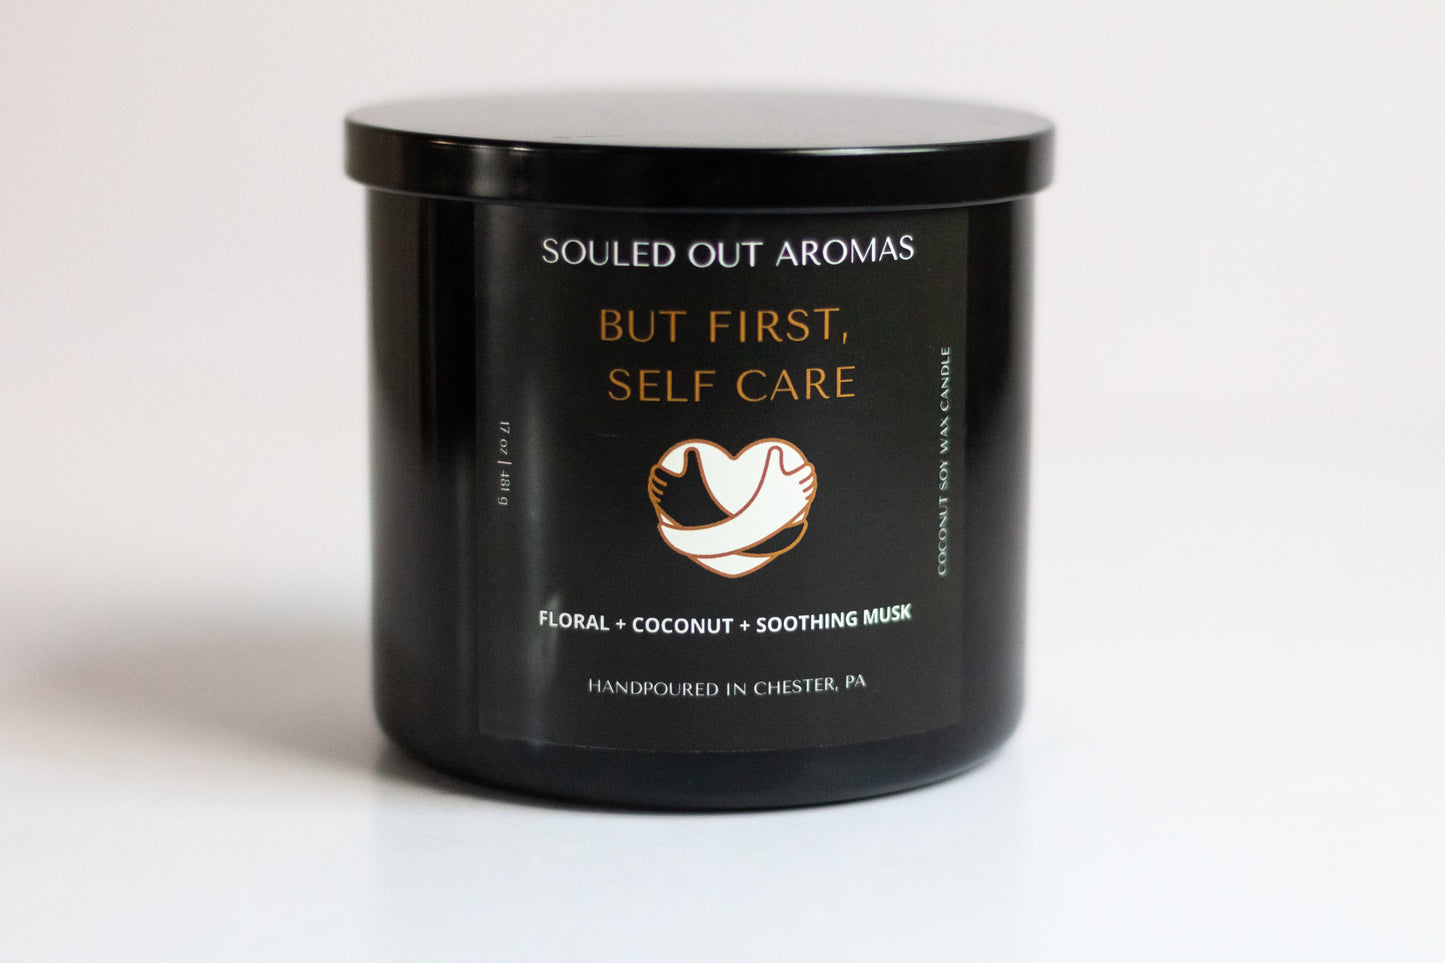 SOULED OUT AROMAS
BUT FIRST,
SELF CARE
17 oz | 481 g
COCONUT SOY WAX CANDLE
FLORAL + COCONUT + SOOTHING MUSK
HANDPOURED IN CHESTER, PA